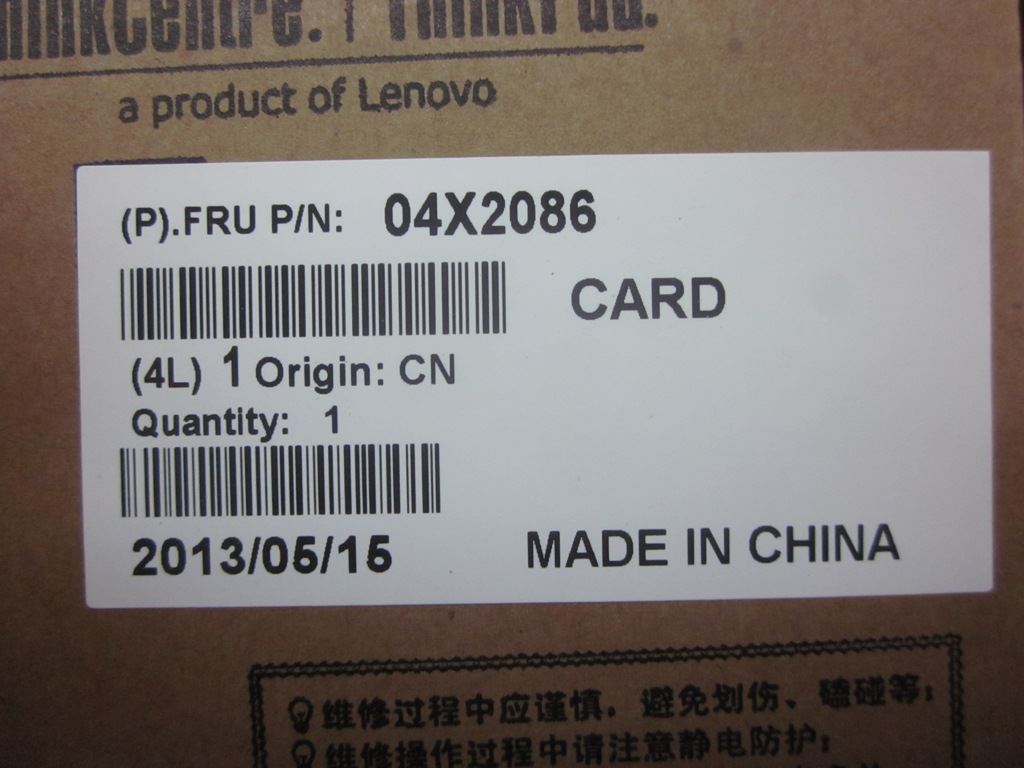 ThinkCentre. | ThinkPad.
a product of Lenovo
(P).FRU P/N: 04X2086
CARD
(4L) 1 Origin: CN
Quantity: 1
2013/05/15
MADE IN CHINA
维修过程中应谨慎，避免划伤、磕碰等；
维修操作过程中请注意静电防护；